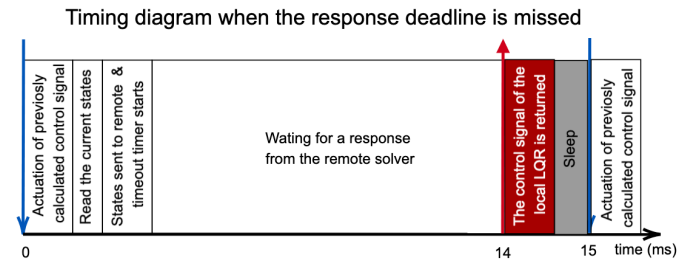 Timing diagram when the response deadline is missed
Actuation of previosly
calculated control signal
Read the current states
States sent to remote &
timeout timer starts
Wating for a response
from the remote solver
The control signal of the
local LQR is returned
Sleep
Actuation of previosly
calculated control signal
0
14
15
time (ms)